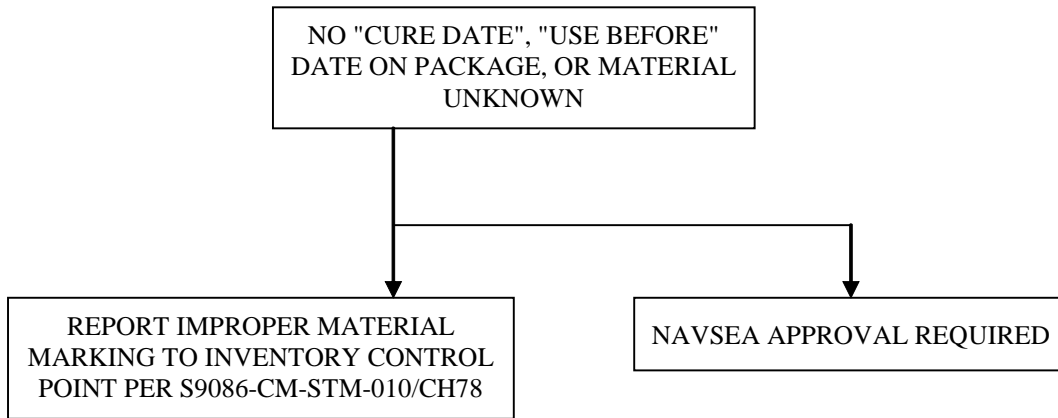 NO "CURE DATE", "USE BEFORE"
DATE ON PACKAGE, OR MATERIAL
UNKNOWN
REPORT IMPROPER MATERIAL
MARKING TO INVENTORY CONTROL
POINT PER S9086-CM-STM-010/CH78
NAVSEA APPROVAL REQUIRED